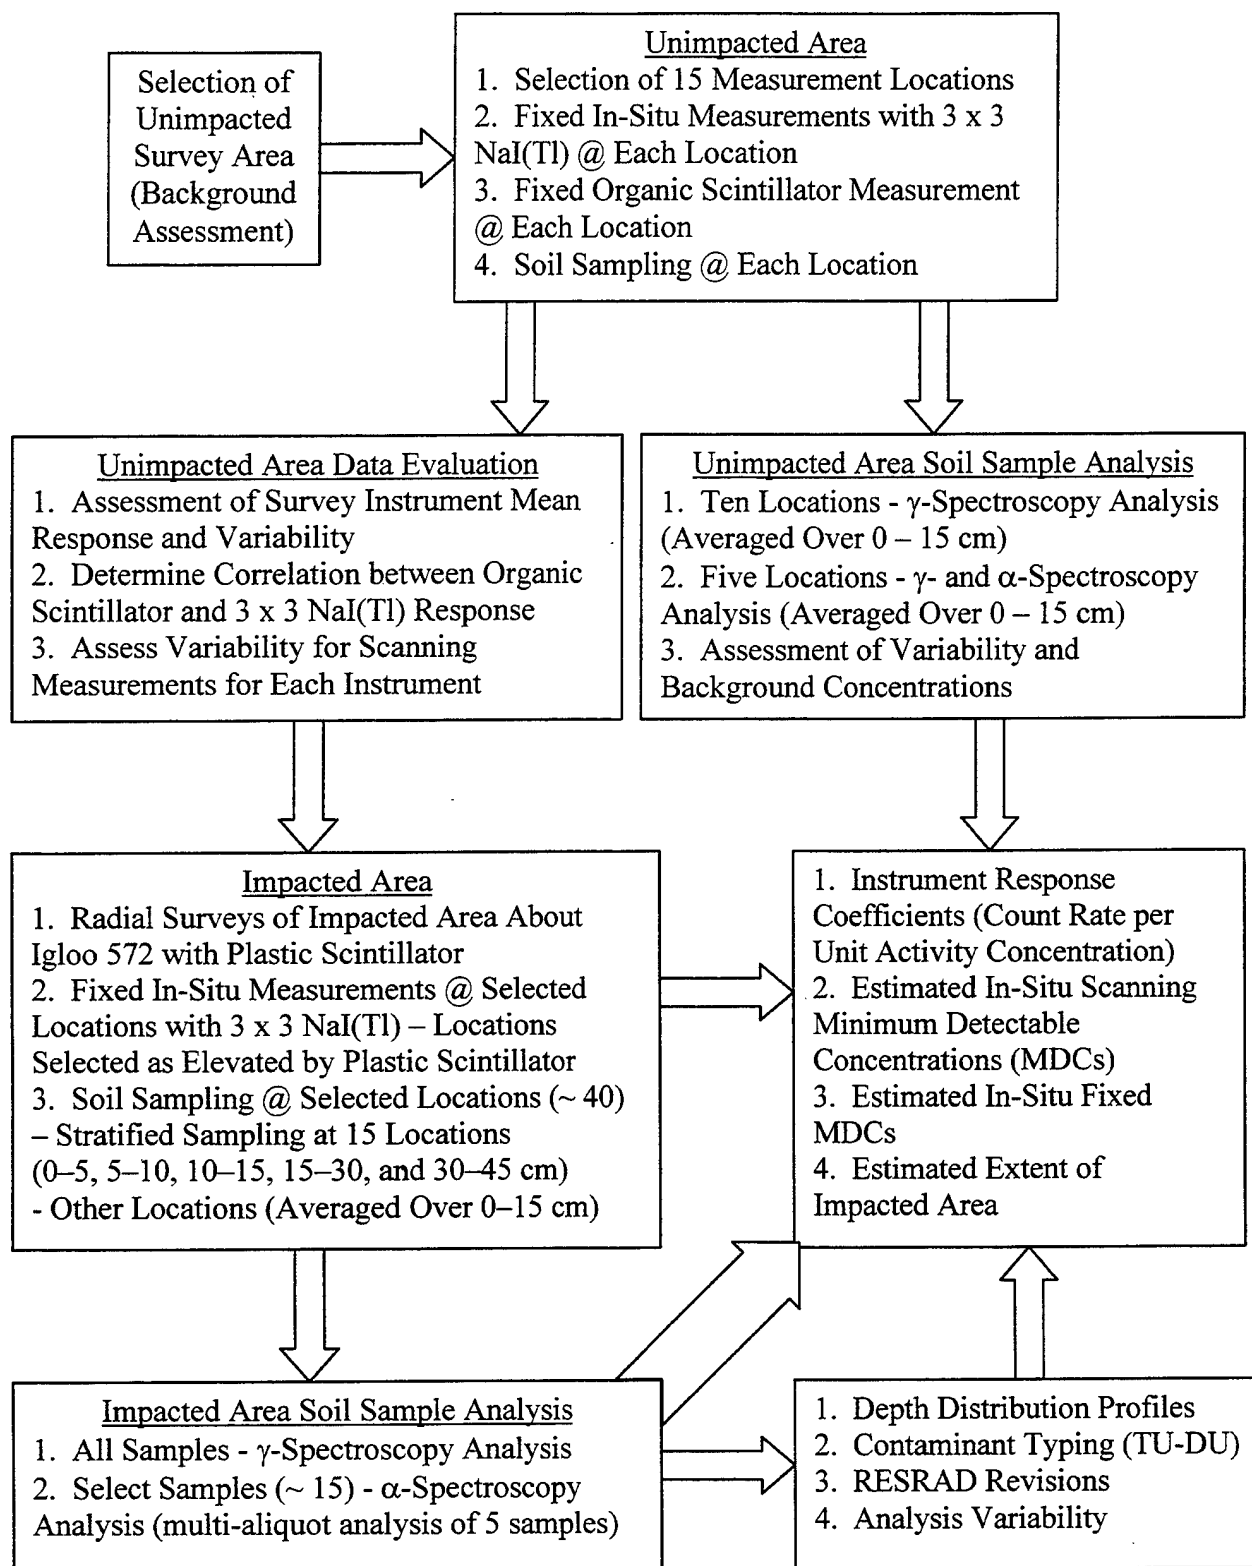 Selection of
Unimpacted
Survey Area
(Background
Assessment)
Unimpacted Area
1. Selection of 15 Measurement Locations
2. Fixed In-Situ Measurements with 3 x 3
NaI(Tl) @ Each Location
3. Fixed Organic Scintillator Measurement
@ Each Location
4. Soil Sampling @ Each Location
Unimpacted Area Data Evaluation
1. Assessment of Survey Instrument Mean
Response and Variability
2. Determine Correlation between Organic
Scintillator and 3 x 3 NaI(Tl) Response
3. Assess Variability for Scanning
Measurements for Each Instrument
Unimpacted Area Soil Sample Analysis
1. Ten Locations - γ-Spectroscopy Analysis
(Averaged Over 0 – 15 cm)
2. Five Locations - γ- and α-Spectroscopy
Analysis (Averaged Over 0 – 15 cm)
3. Assessment of Variability and
Background Concentrations
Impacted Area
1. Radial Surveys of Impacted Area About
Igloo 572 with Plastic Scintillator
2. Fixed In-Situ Measurements @ Selected
Locations with 3 x 3 NaI(Tl) – Locations
Selected as Elevated by Plastic Scintillator
3. Soil Sampling @ Selected Locations (~ 40)
– Stratified Sampling at 15 Locations
(0–5, 5–10, 10–15, 15–30, and 30–45 cm)
- Other Locations (Averaged Over 0–15 cm)
1. Instrument Response
Coefficients (Count Rate per
Unit Activity Concentration)
2. Estimated In-Situ Scanning
Minimum Detectable
Concentrations (MDCs)
3. Estimated In-Situ Fixed
MDCs
4. Estimated Extent of
Impacted Area
Impacted Area Soil Sample Analysis
1. All Samples - γ-Spectroscopy Analysis
2. Select Samples (~ 15) - α-Spectroscopy
Analysis (multi-aliquot analysis of 5 samples)
1. Depth Distribution Profiles
2. Contaminant Typing (TU-DU)
3. RESRAD Revisions
4. Analysis Variability